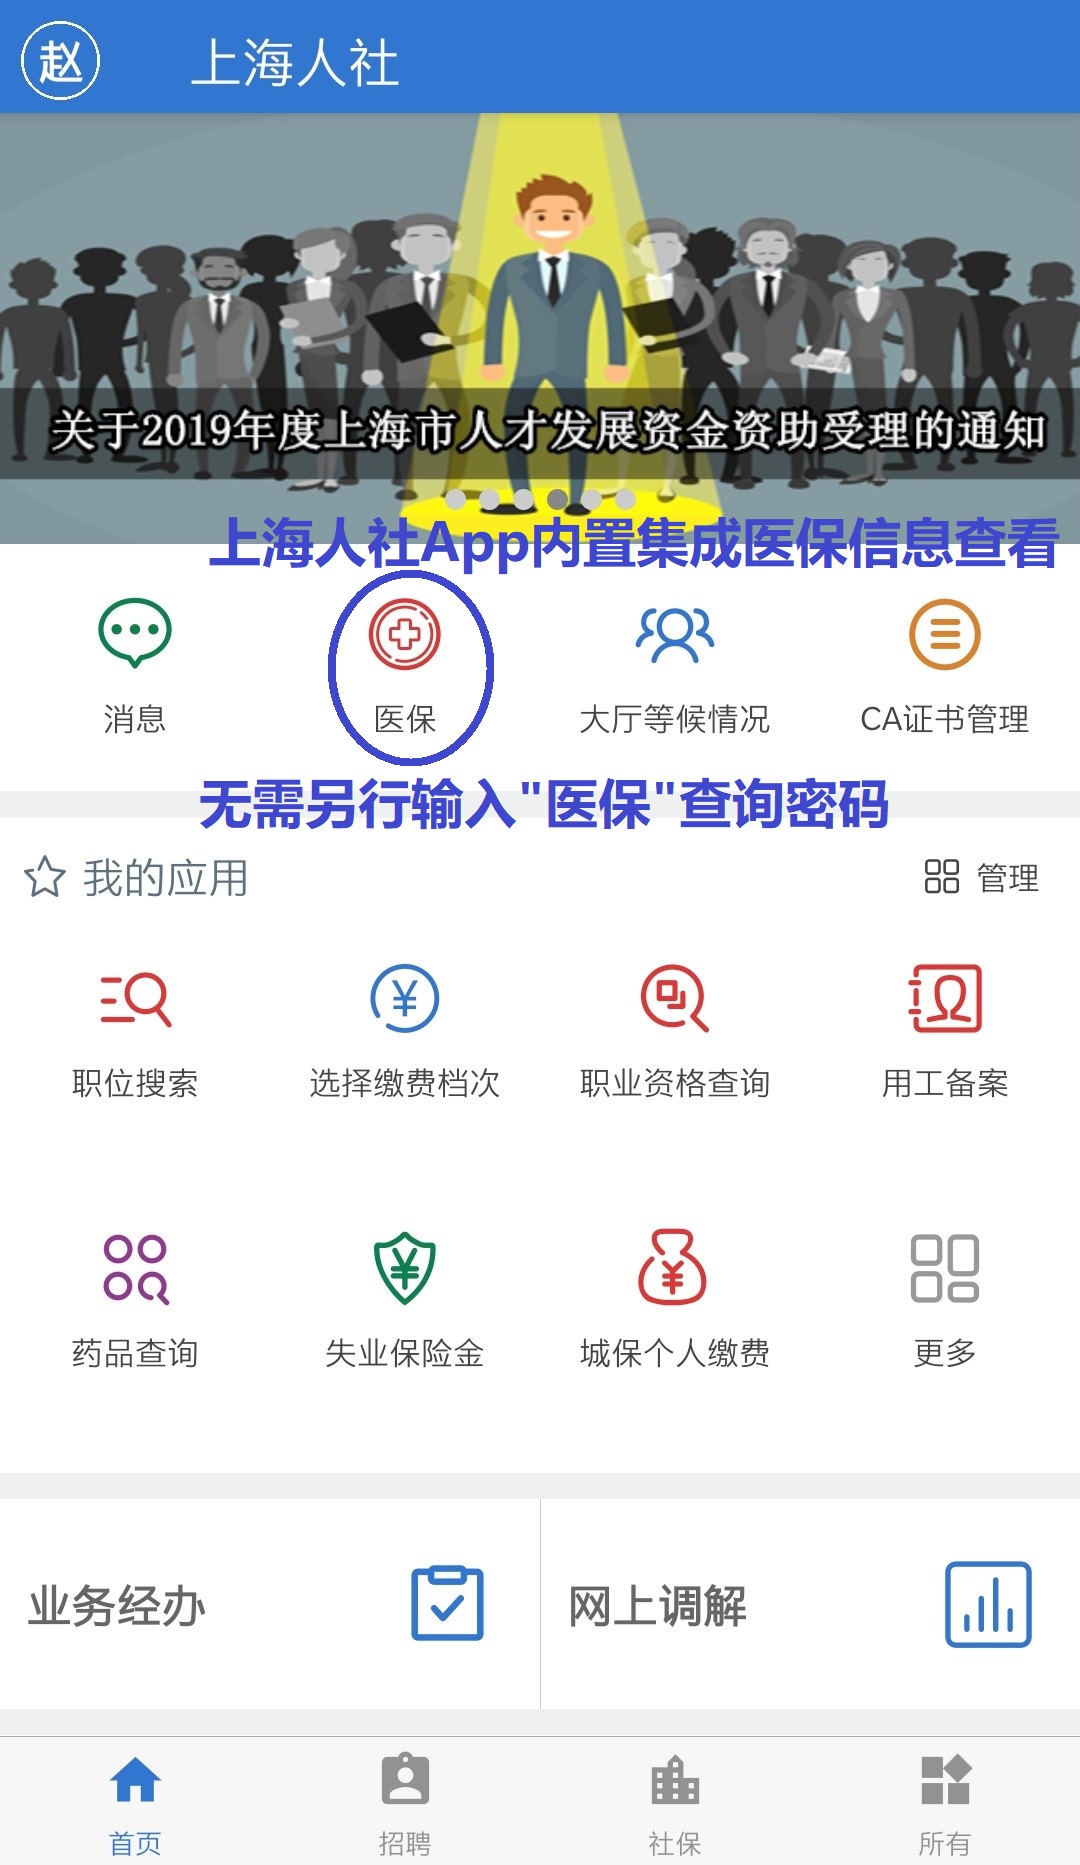 赵 上海人社
关于2019年度上海市人才发展资金资助受理的通知
上海人社App内置集成医保信息查看
消息 医保 大厅等候情况 CA证书管理
无需另行输入"医保"查询密码
我的应用 管理
职位搜索 选择缴费档次 职业资格查询 用工备案
药品查询 失业保险金 城保个人缴费 更多
业务经办 网上调解
首页 招聘 社保 所有